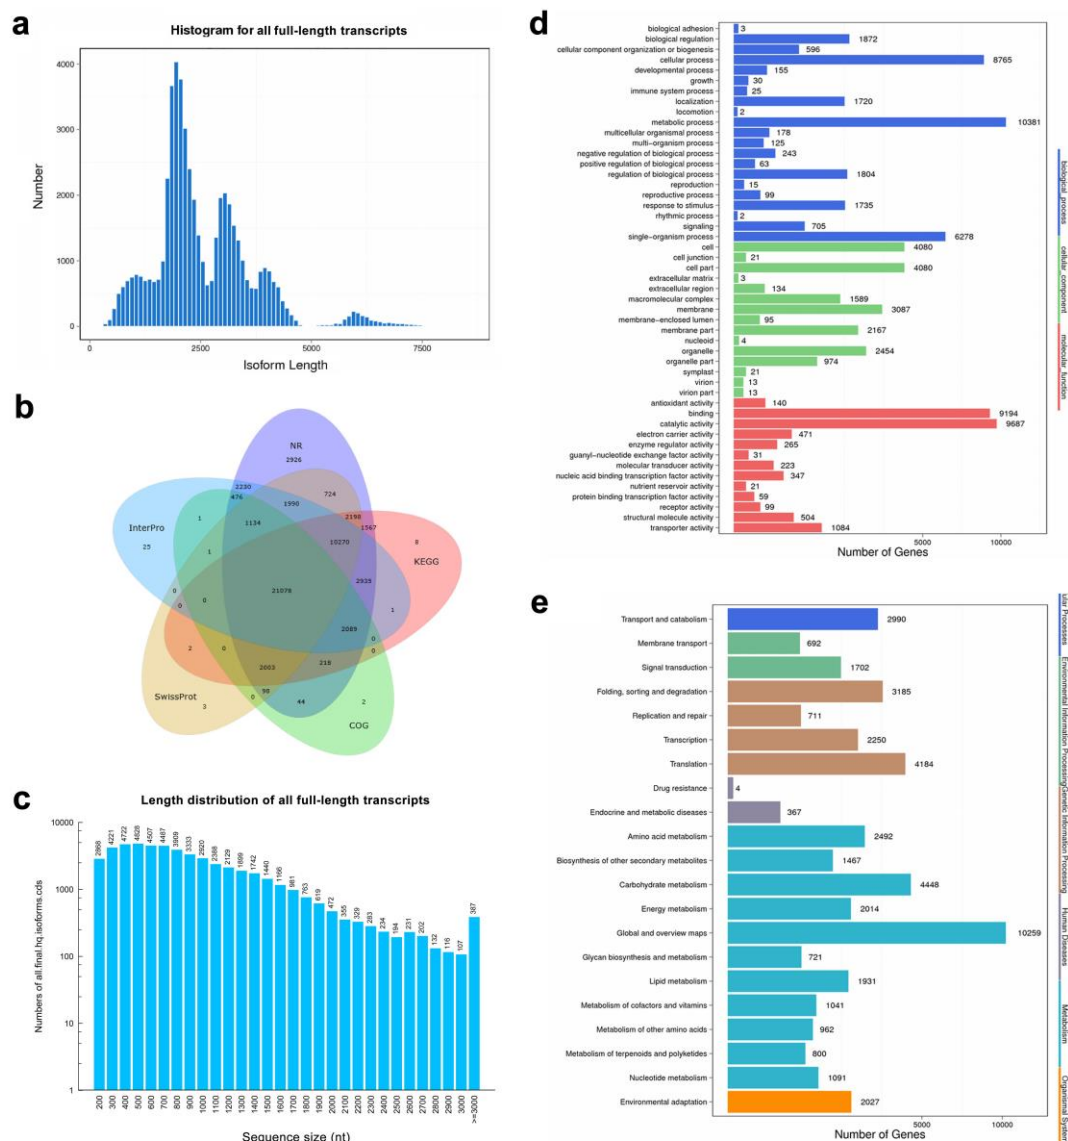 a
Histogram for all full-length transcripts
Number
4000
3000
2000
1000
0
0 2500 5000 7500
Isoform Length
b
NR
2926
2230
476
724
1990
2198
1567
InterPro
1
1134
25
1
10270
8
KEGG
2939
21078
0
0
0
1
2089
0
0
2
0
2003
218
SwissProt
98
0
3
44
2
COG
c
Length distribution of all full-length transcripts
Numbers of all.final.hq.isoforms.cds
10000
1000
100
10
1
2868 4221 4722 4828 4507 4487 3909 3333 2920 2388 2129 1899 1742 1440 1166 981 763 619 472 355 329 283 234 194 231 202 132 116 107 387
200 300 400 500 600 700 800 900 1000 1100 1200 1300 1400 1500 1600 1700 1800 1900 2000 2100 2200 2300 2400 2500 2600 2700 2800 2900 3000 >=3000
Sequence size (nt)
d
biological adhesion 3
biological regulation 1872
cellular component organization or biogenesis 596
cellular process 8765
developmental process 155
growth 30
immune system process 25
localization 1720
locomotion 2
metabolic process 10381
multicellular organismal process 178
multi-organism process 125
negative regulation of biological process 243
positive regulation of biological process 63
regulation of biological process 1804
reproduction 15
reproductive process 99
response to stimulus 1735
rhythmic process 2
signaling 705
single-organism process 6278
cell 4080
cell junction 21
cell part 4080
extracellular matrix 3
extracellular region 134
macromolecular complex 1589
membrane 3087
membrane-enclosed lumen 95
membrane part 2167
nucleoid 4
organelle 2454
organelle part 974
symplast 21
virion 13
virion part 13
antioxidant activity 140
binding 9194
catalytic activity 9687
electron carrier activity 471
enzyme regulator activity 265
guanyl-nucleotide exchange factor activity 31
molecular transducer activity 223
nucleic acid binding transcription factor activity 347
nutrient reservoir activity 21
protein binding transcription factor activity 59
receptor activity 99
structural molecule activity 504
transporter activity 1084
5000 10000
Number of Genes
biological_process
cellular_component
molecular_function
e
Transport and catabolism 2990
Membrane transport 692
Signal transduction 1702
Folding, sorting and degradation 3185
Replication and repair 711
Transcription 2250
Translation 4184
Drug resistance 4
Endocrine and metabolic diseases 367
Amino acid metabolism 2492
Biosynthesis of other secondary metabolites 1467
Carbohydrate metabolism 4448
Energy metabolism 2014
Global and overview maps 10259
Glycan biosynthesis and metabolism 721
Lipid metabolism 1931
Metabolism of cofactors and vitamins 1041
Metabolism of other amino acids 962
Metabolism of terpenoids and polyketides 800
Nucleotide metabolism 1091
Environmental adaptation 2027
5000 10000
Number of Genes
ular Processes
Environmental Information Processing
Genetic Information Processing
Human Diseases
Metabolism
Organismal System